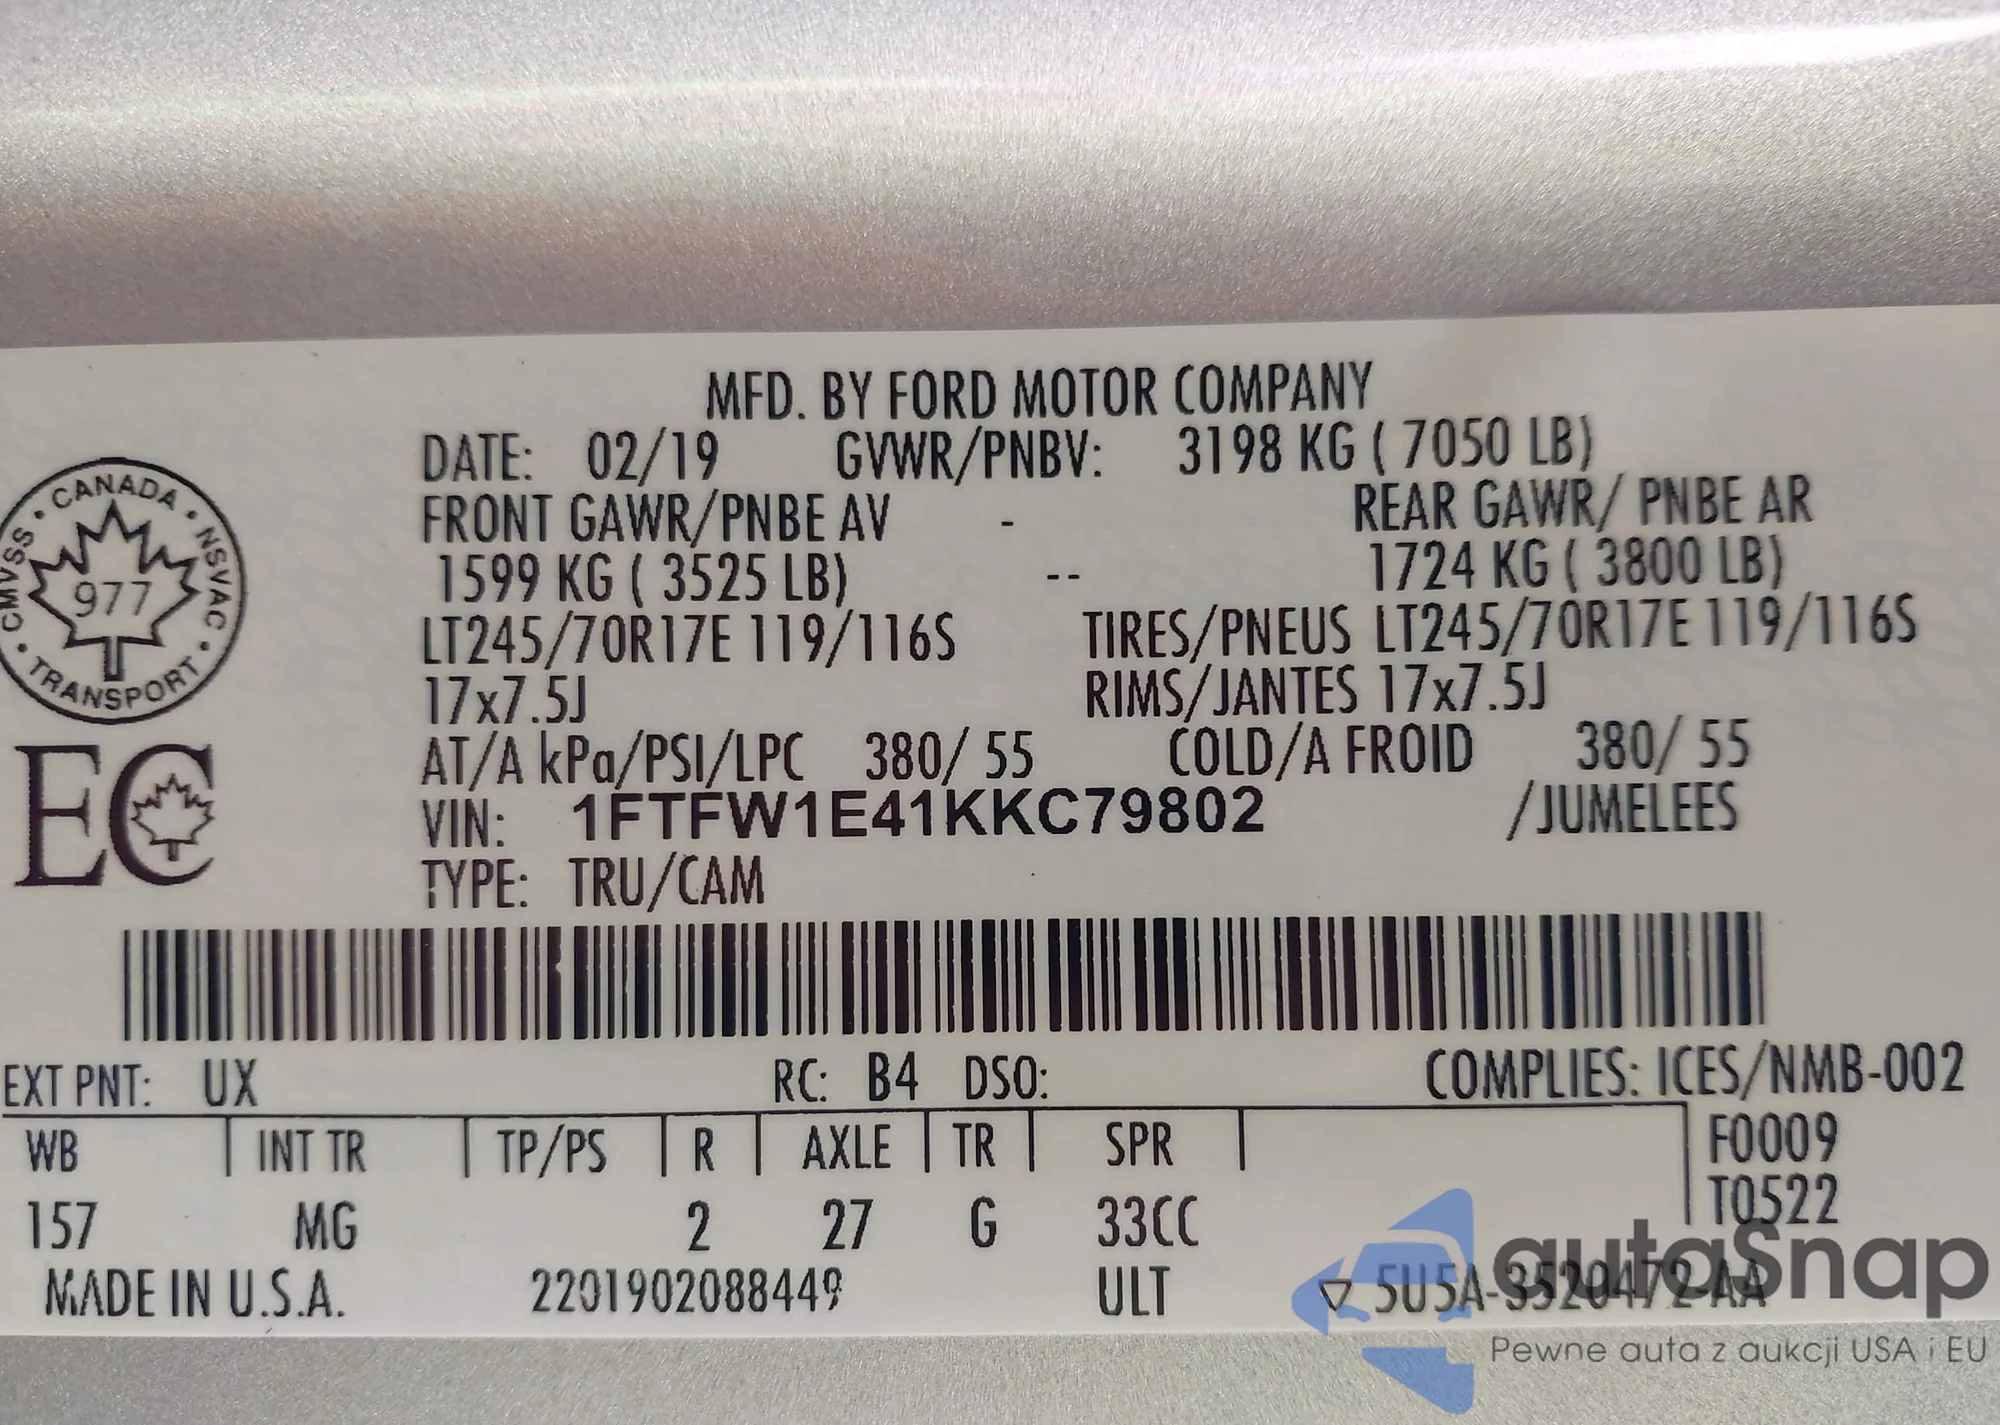 MFD. BY FORD MOTOR COMPANY
DATE: 02/19 GVWR/PNBV: 3198 KG ( 7050 LB)
FRONT GAWR/PNBE AV - REAR GAWR/ PNBE AR
1599 KG ( 3525 LB) -- 1724 KG ( 3800 LB)
LT245/70R17E 119/116S TIRES/PNEUS LT245/70R17E 119/116S
17x7.5J RIMS/JANTES 17x7.5J
AT/A kPa/PSI/LPC 380/ 55 COLD/A FROID 380/ 55
VIN: 1FTFW1E41KKC79802 /JUMELEES
TYPE: TRU/CAM
CANADA • NSVAC • TRANSPORT • CMVSS •
977
EC
EXT PNT: UX RC: B4 DSO: COMPLIES: ICES/NMB-002
WB INT TR TP/PS R AXLE TR SPR F0009
T0522
157 MG 2 27 G 33CC
MADE IN U.S.A. 2201902088449 ULT 5U5A-3520472-AA
autoSnap
Pewne auta z aukcji USA i EU